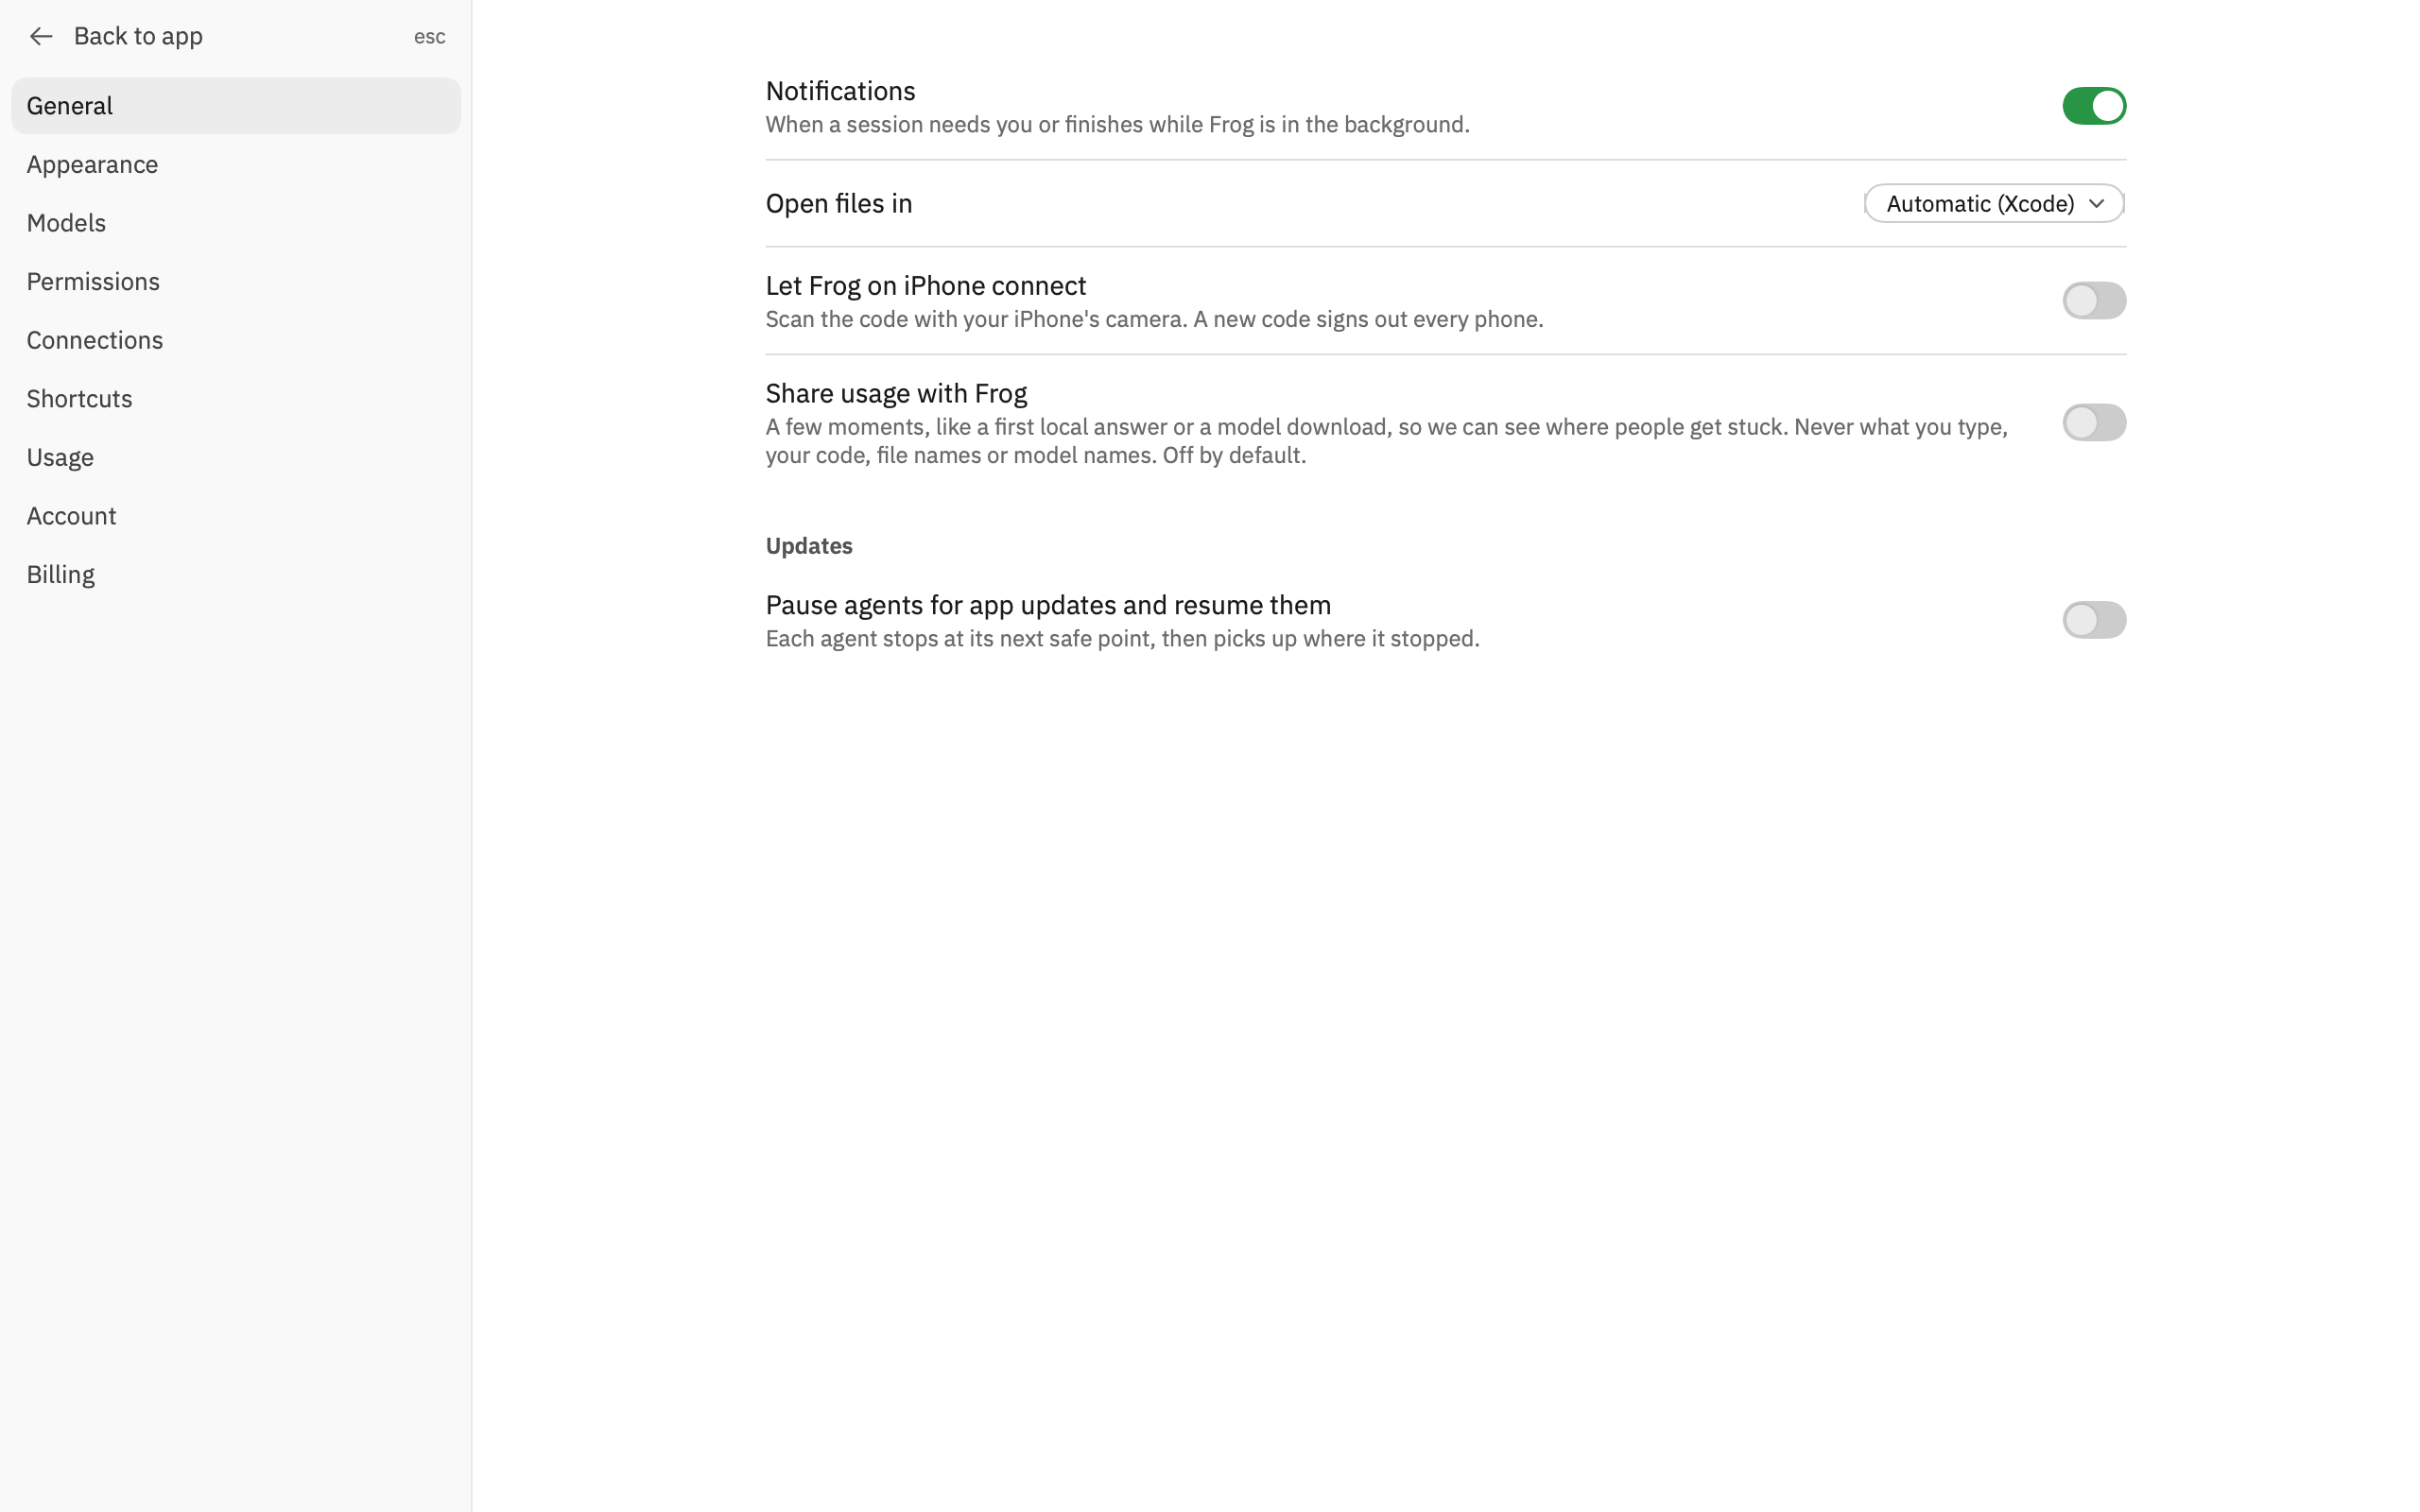 Back to app
esc
General
Appearance
Models
Permissions
Connections
Shortcuts
Usage
Account
Billing
Notifications
When a session needs you or finishes while Frog is in the background.
Open files in
Automatic (Xcode)
Let Frog on iPhone connect
Scan the code with your iPhone's camera. A new code signs out every phone.
Share usage with Frog
A few moments, like a first local answer or a model download, so we can see where people get stuck. Never what you type,
your code, file names or model names. Off by default.
Updates
Pause agents for app updates and resume them
Each agent stops at its next safe point, then picks up where it stopped.